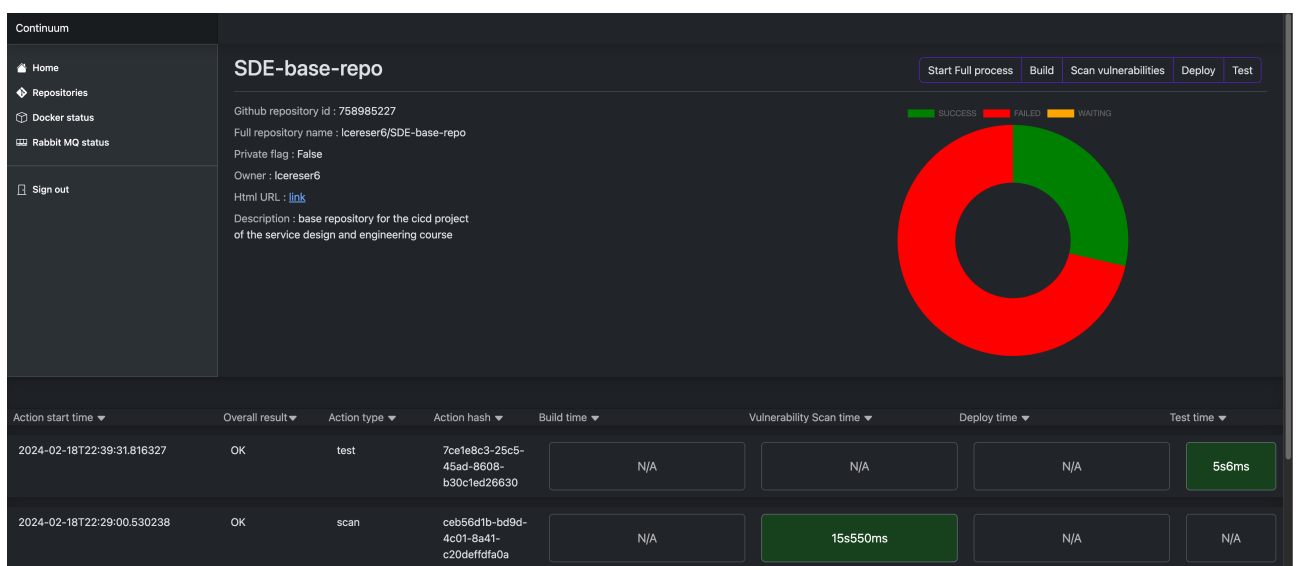 Continuum
Home
Repositories
Docker status
Rabbit MQ status
Sign out
SDE-base-repo
Start Full process Build Scan vulnerabilities Deploy Test
Github repository id : 758985227
Full repository name : lcereser6/SDE-base-repo
Private flag : False
Owner : lcereser6
Html URL : link
Description : base repository for the cicd project
of the service design and engineering course
SUCCESS FAILED WAITING
Action start time Overall result Action type Action hash Build time Vulnerability Scan time Deploy time Test time
2024-02-18T22:39:31.816327 OK test 7ce1e8c3-25c5-
45ad-8608-
b30c1ed26630
N/A N/A N/A 5s6ms
2024-02-18T22:29:00.530238 OK scan ceb56d1b-bd9d-
4c01-8a41-
c20deffdfa0a
N/A 15s550ms N/A N/A